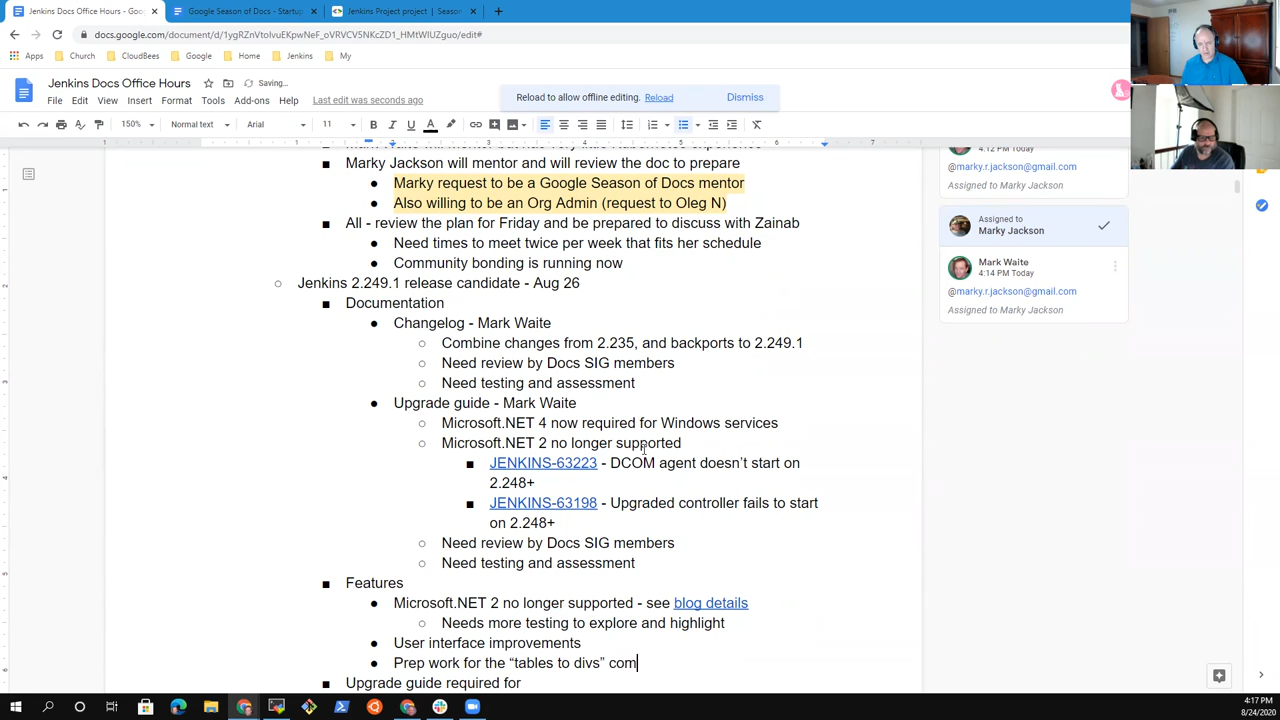 Jenkins Docs Office Hours - Goo
Google Season of Docs - Startup
Jenkins Project project | Season
docs.google.com/document/d/1ygRZnVtoIvuEKpwNeF_oVRVCV5NKcZD1_HMtWIUZguo/edit#
Apps Church CloudBees Google Home Jenkins My
Jenkins Docs Office Hours Saving...
File Edit View Insert Format Tools Add-ons Help Last edit was seconds ago
Reload to allow offline editing. Reload Dismiss
150% Normal text Arial 11
Marky Jackson will mentor and will review the doc to prepare
Marky request to be a Google Season of Docs mentor
Also willing to be an Org Admin (request to Oleg N)
All - review the plan for Friday and be prepared to discuss with Zainab
Need times to meet twice per week that fits her schedule
Community bonding is running now
Jenkins 2.249.1 release candidate - Aug 26
Documentation
Changelog - Mark Waite
Combine changes from 2.235, and backports to 2.249.1
Need review by Docs SIG members
Need testing and assessment
Upgrade guide - Mark Waite
Microsoft.NET 4 now required for Windows services
Microsoft.NET 2 no longer supported
JENKINS-63223 - DCOM agent doesn't start on
2.248+
JENKINS-63198 - Upgraded controller fails to start
on 2.248+
Need review by Docs SIG members
Need testing and assessment
Features
Microsoft.NET 2 no longer supported - see blog details
Needs more testing to explore and highlight
User interface improvements
Prep work for the “tables to divs” com
Upgrade guide required for
4:12 PM Today
@marky.r.jackson@gmail.com
Assigned to Marky Jackson
Assigned to
Marky Jackson
Mark Waite
4:14 PM Today
@marky.r.jackson@gmail.com
Assigned to Marky Jackson
4:17 PM
8/24/2020